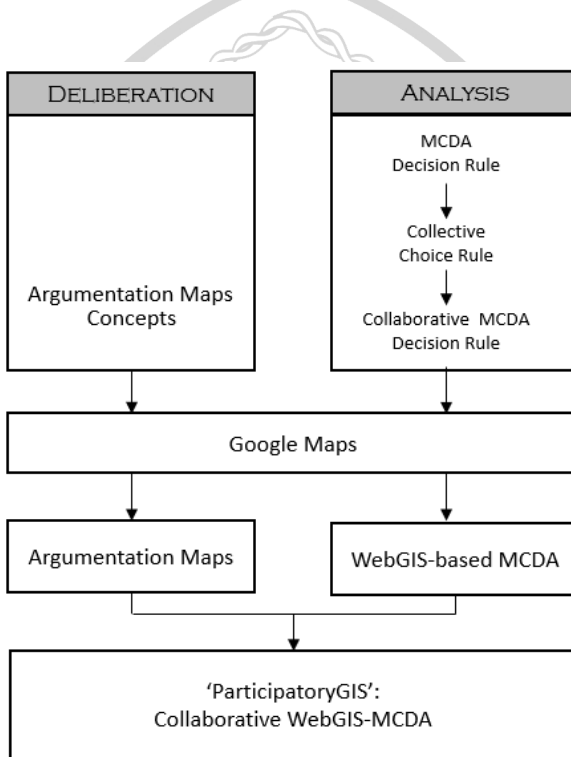 DELIBERATION
Argumentation Maps
Concepts
ANALYSIS
MCDA
Decision Rule
Collective
Choice Rule
Collaborative MCDA
Decision Rule
Google Maps
Argumentation Maps
WebGIS-based MCDA
'ParticipatoryGIS':
Collaborative WebGIS-MCDA